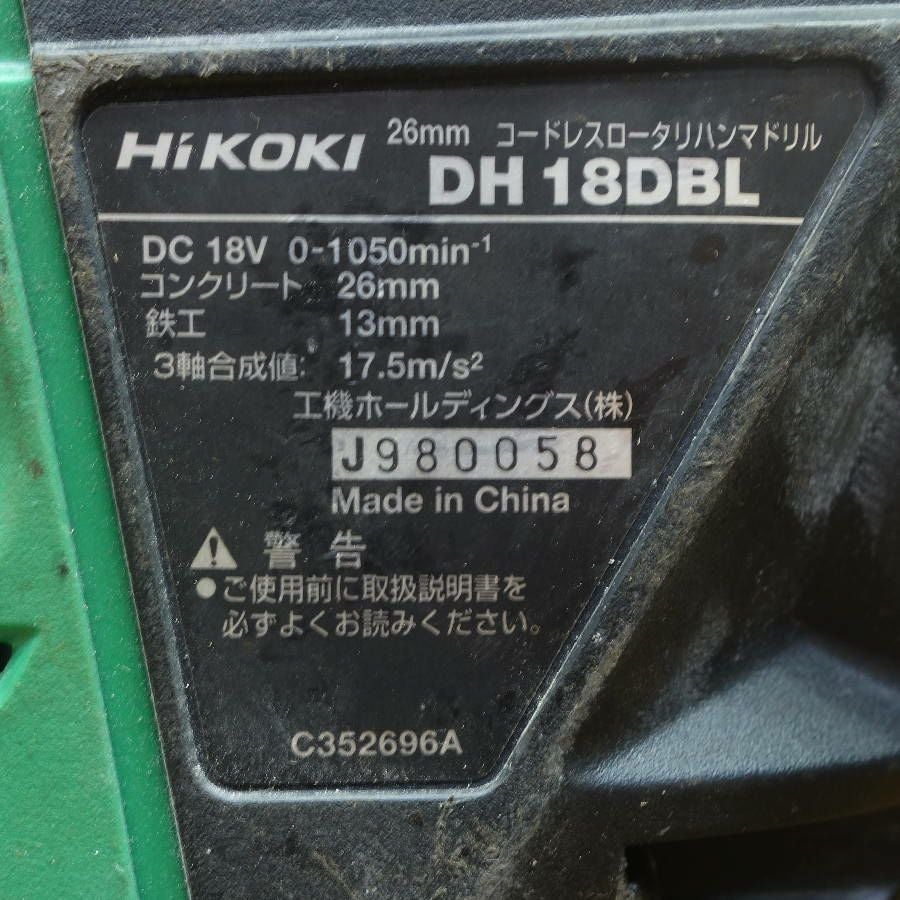 HiKOKI 26mm コードレスロータリハンマドリル
DH 18DBL
DC 18V 0-1050min⁻¹
コンクリート 26mm
鉄工 13mm
3軸合成値: 17.5m/s²
工機ホールディングス(株)
J980058
Made in China
警告
●ご使用前に取扱説明書を
必ずよくお読みください。
C352696A